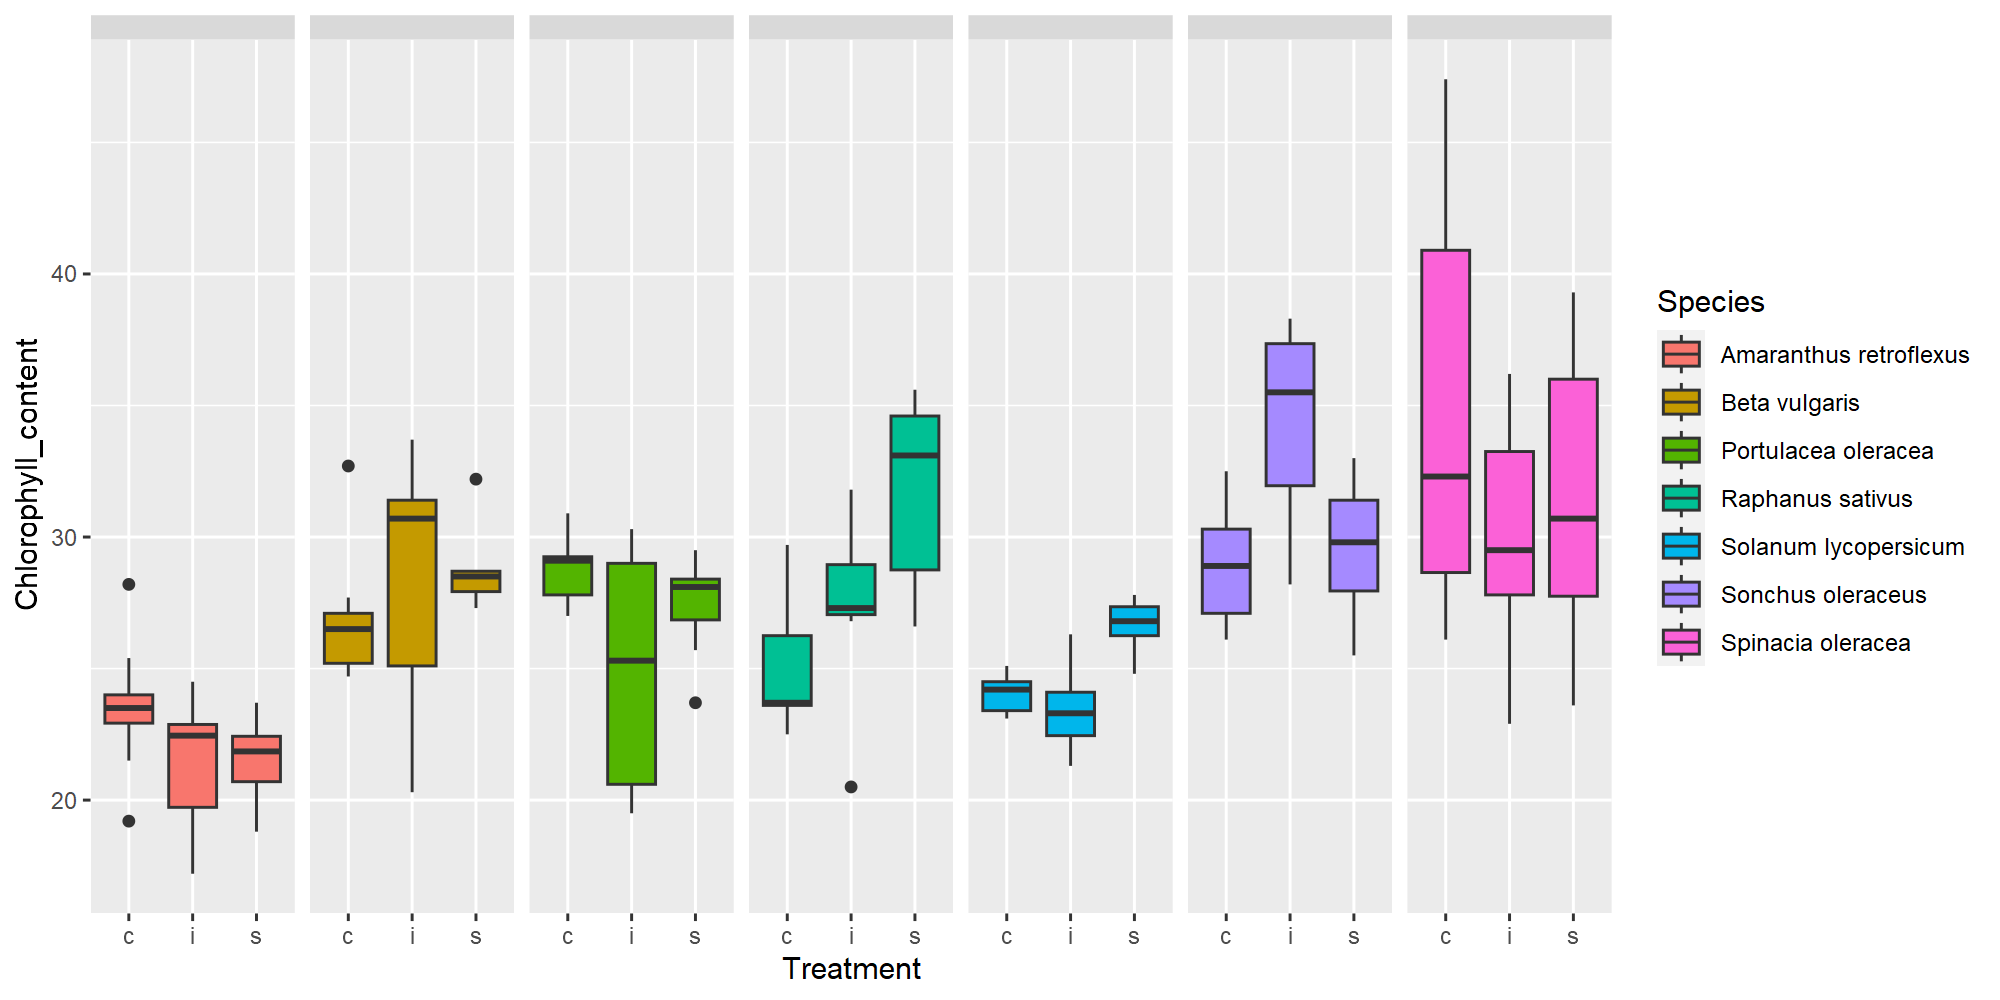 Chlorophyll_content
40
30
20
c i s c i s c i s c i s c i s c i s c i s
Treatment
Species
Amaranthus retroflexus
Beta vulgaris
Portulacea oleracea
Raphanus sativus
Solanum lycopersicum
Sonchus oleraceus
Spinacia oleracea